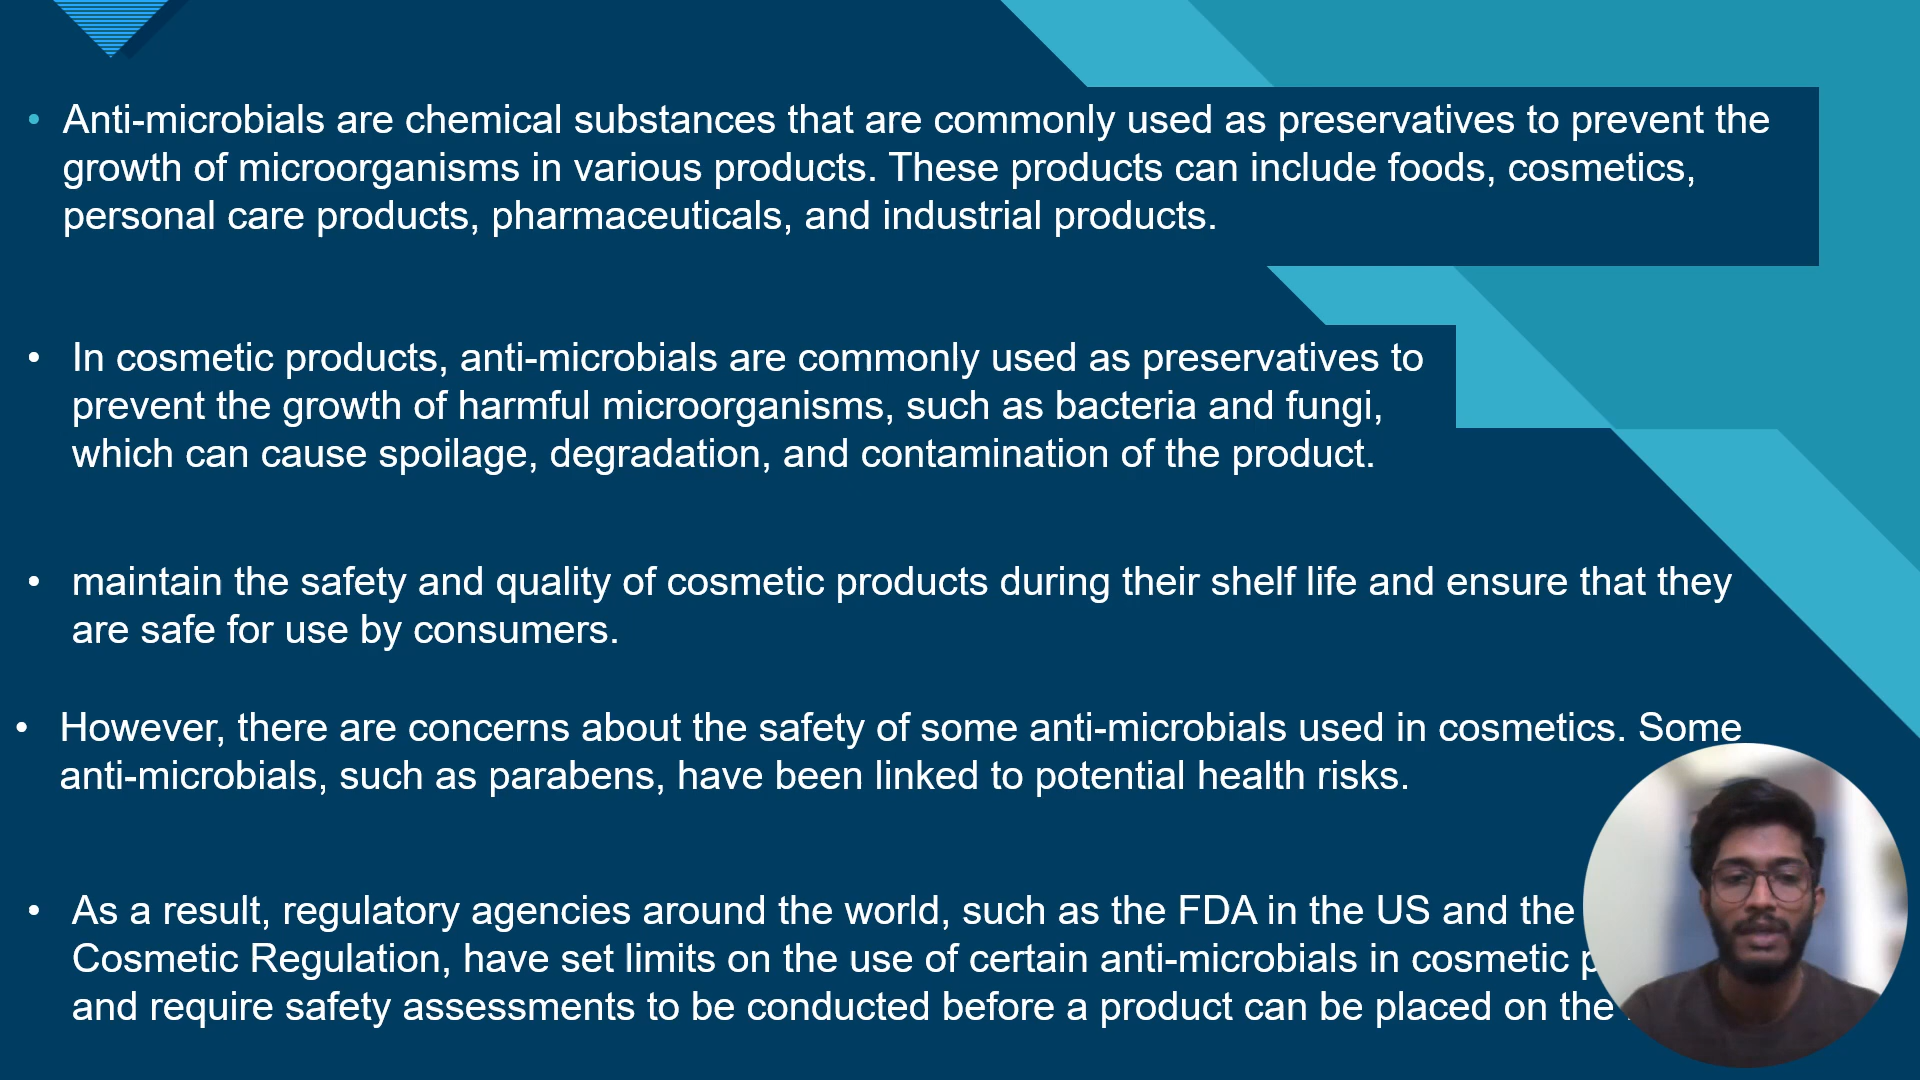 • Anti-microbials are chemical substances that are commonly used as preservatives to prevent the
growth of microorganisms in various products. These products can include foods, cosmetics,
personal care products, pharmaceuticals, and industrial products.
• In cosmetic products, anti-microbials are commonly used as preservatives to
prevent the growth of harmful microorganisms, such as bacteria and fungi,
which can cause spoilage, degradation, and contamination of the product.
• maintain the safety and quality of cosmetic products during their shelf life and ensure that they
are safe for use by consumers.
• However, there are concerns about the safety of some anti-microbials used in cosmetics. Some
anti-microbials, such as parabens, have been linked to potential health risks.
• As a result, regulatory agencies around the world, such as the FDA in the US and the
Cosmetic Regulation, have set limits on the use of certain anti-microbials in cosmetic
and require safety assessments to be conducted before a product can be placed on the